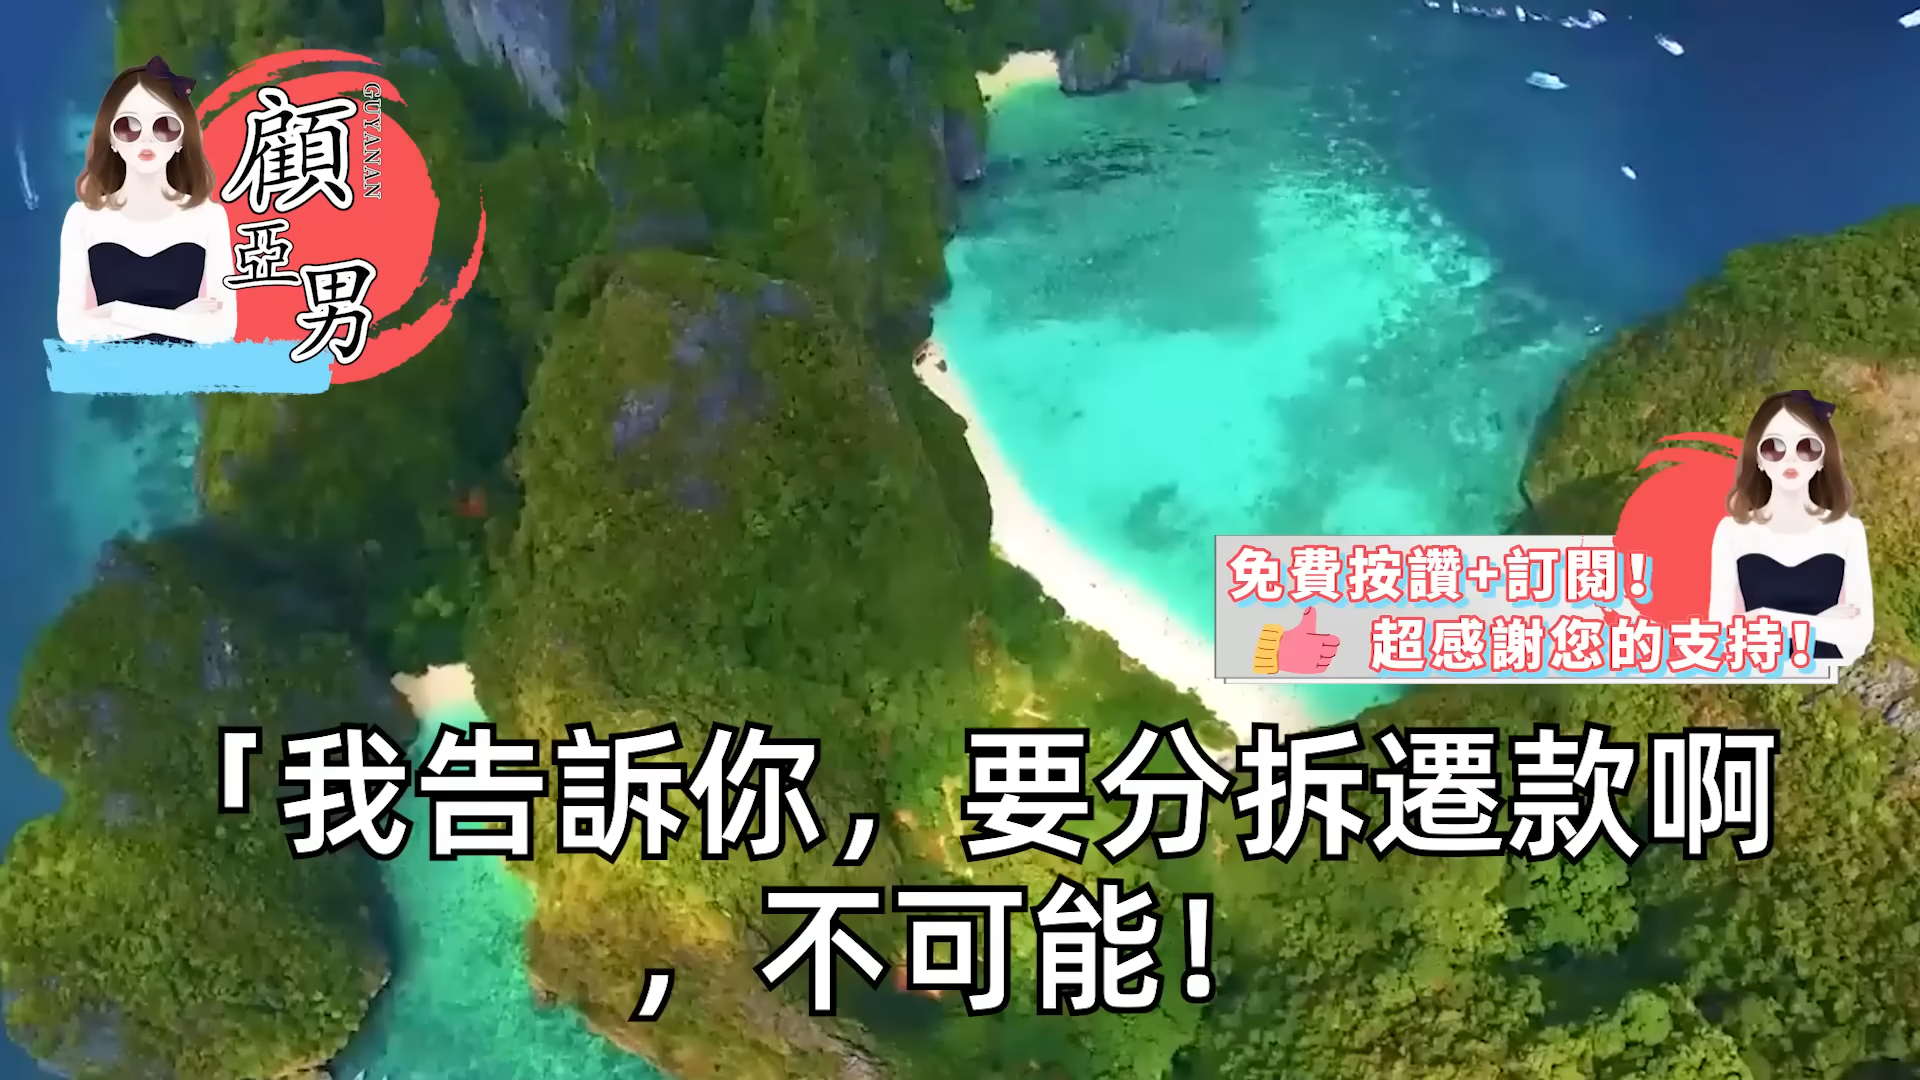 顧亞男
GUYANAN
免費按讚+訂閱!
超感謝您的支持!
「我告訴你，要分拆遷款啊
，不可能!